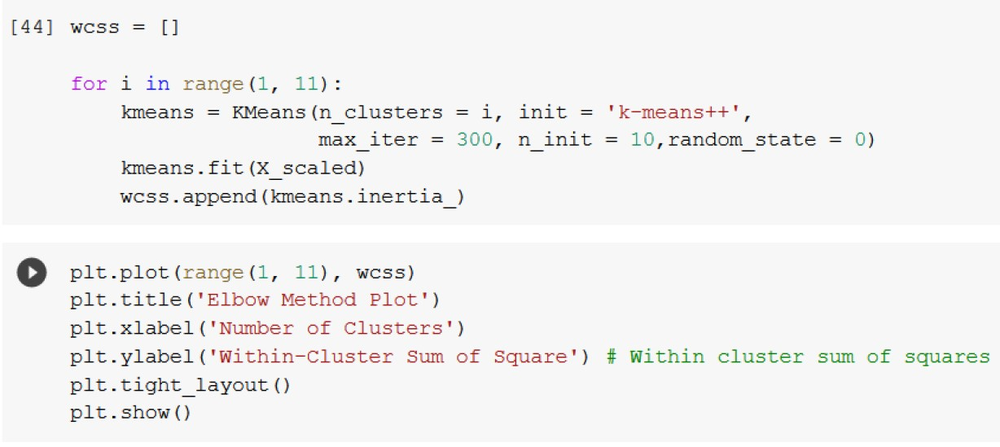 [44] wcss = []
for i in range(1, 11):
kmeans = KMeans(n_clusters = i, init = 'k-means++',
max_iter = 300, n_init = 10,random_state = 0)
kmeans.fit(X_scaled)
wcss.append(kmeans.inertia_)
plt.plot(range(1, 11), wcss)
plt.title('Elbow Method Plot')
plt.xlabel('Number of Clusters')
plt.ylabel('Within-Cluster Sum of Square') # Within cluster sum of squares
plt.tight_layout()
plt.show()